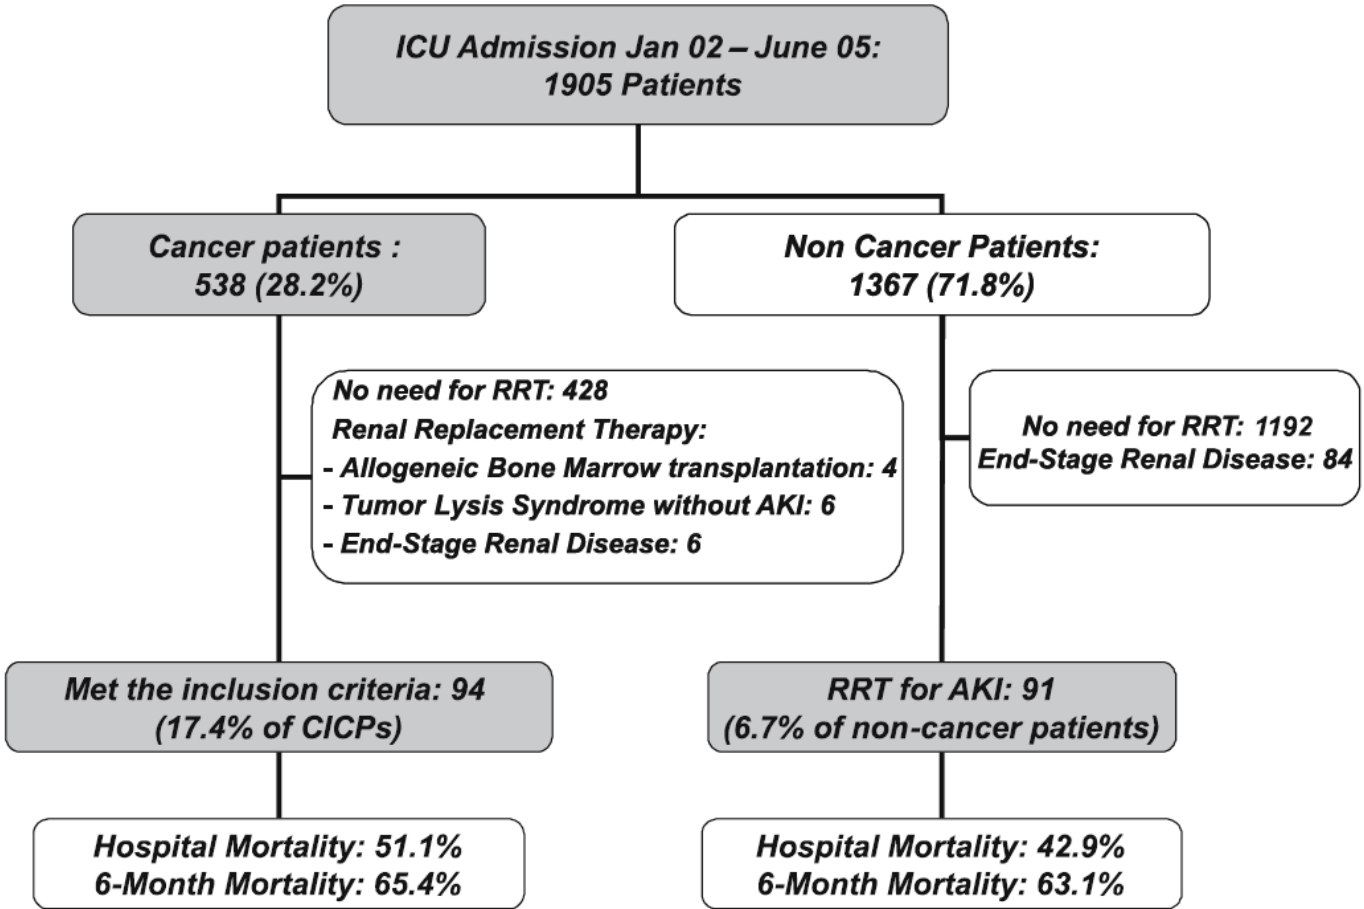 ICU Admission Jan 02 – June 05:
1905 Patients
Cancer patients :
538 (28.2%)
Non Cancer Patients:
1367 (71.8%)
No need for RRT: 428
Renal Replacement Therapy:
- Allogeneic Bone Marrow transplantation: 4
- Tumor Lysis Syndrome without AKI: 6
- End-Stage Renal Disease: 6
No need for RRT: 1192
End-Stage Renal Disease: 84
Met the inclusion criteria: 94
(17.4% of CICPs)
RRT for AKI: 91
(6.7% of non-cancer patients)
Hospital Mortality: 51.1%
6-Month Mortality: 65.4%
Hospital Mortality: 42.9%
6-Month Mortality: 63.1%